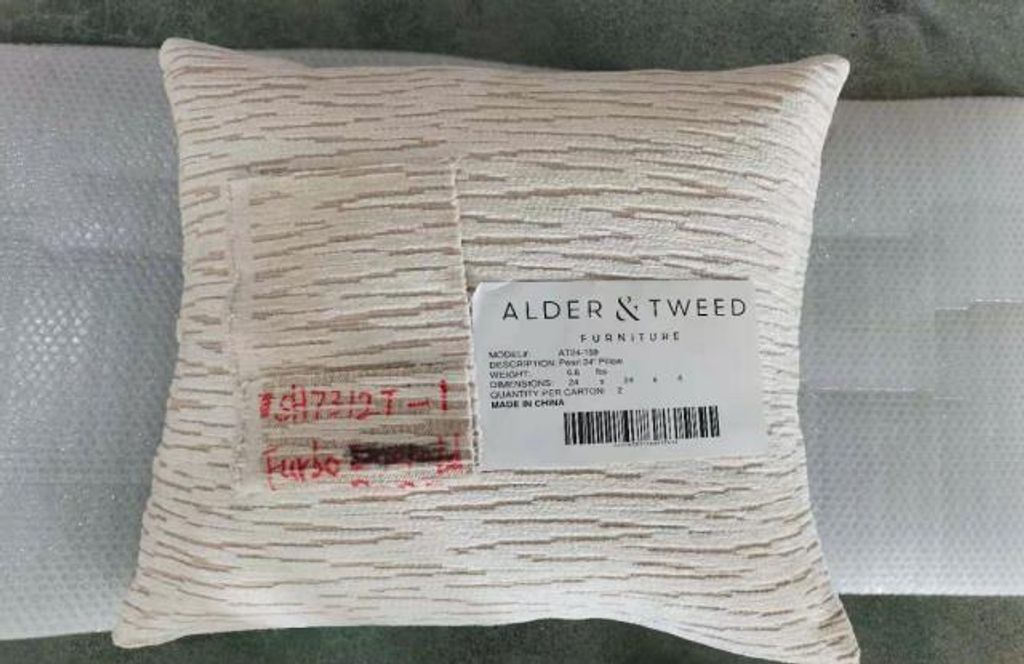 ALDER & TWEED
FURNITURE
MODEL#: AT24-159
DESCRIPTION: Pearl 24" Pillow
WEIGHT: 6.6 lbs
DIMENSIONS: 24 x 24 x 4
QUANTITY PER CARTON: 2
MADE IN CHINA
SH7212T-1
Furbo